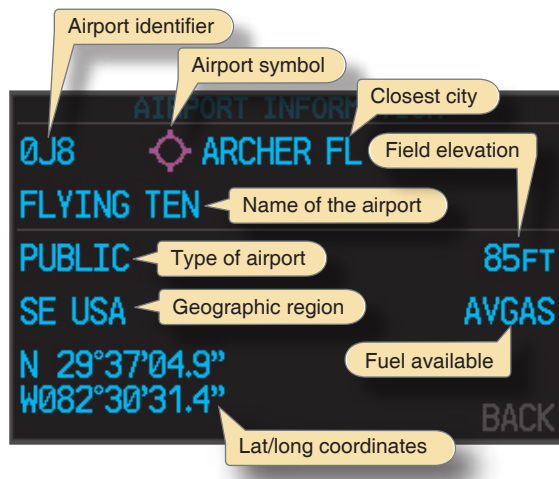 Airport identifier
Airport symbol
Closest city
AIRPORT INFORMATION
0J8 ARCHER FL
Field elevation
FLYING TEN
Name of the airport
PUBLIC
Type of airport
85FT
SE USA
Geographic region
AVGAS
Fuel available
N 29°37'04.9"
W082°30'31.4"
Lat/long coordinates
BACK